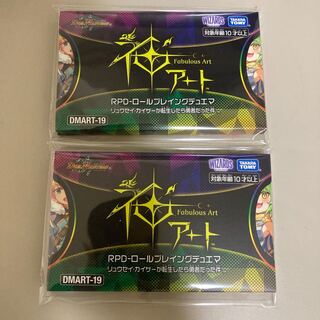 WIZARDS
TAKARA TOMY
対象年齢10才以上
神アート
Fabulous Art
RPD-ロールプレイングデュエマ
リュウセイ・カイザーが転生したら勇者だった件
DMART-19
WIZARDS
TAKARA TOMY
対象年齢10才以上
神アート
Fabulous Art
RPD-ロールプレイングデュエマ
リュウセイ・カイザーが転生したら勇者だった件
DMART-19